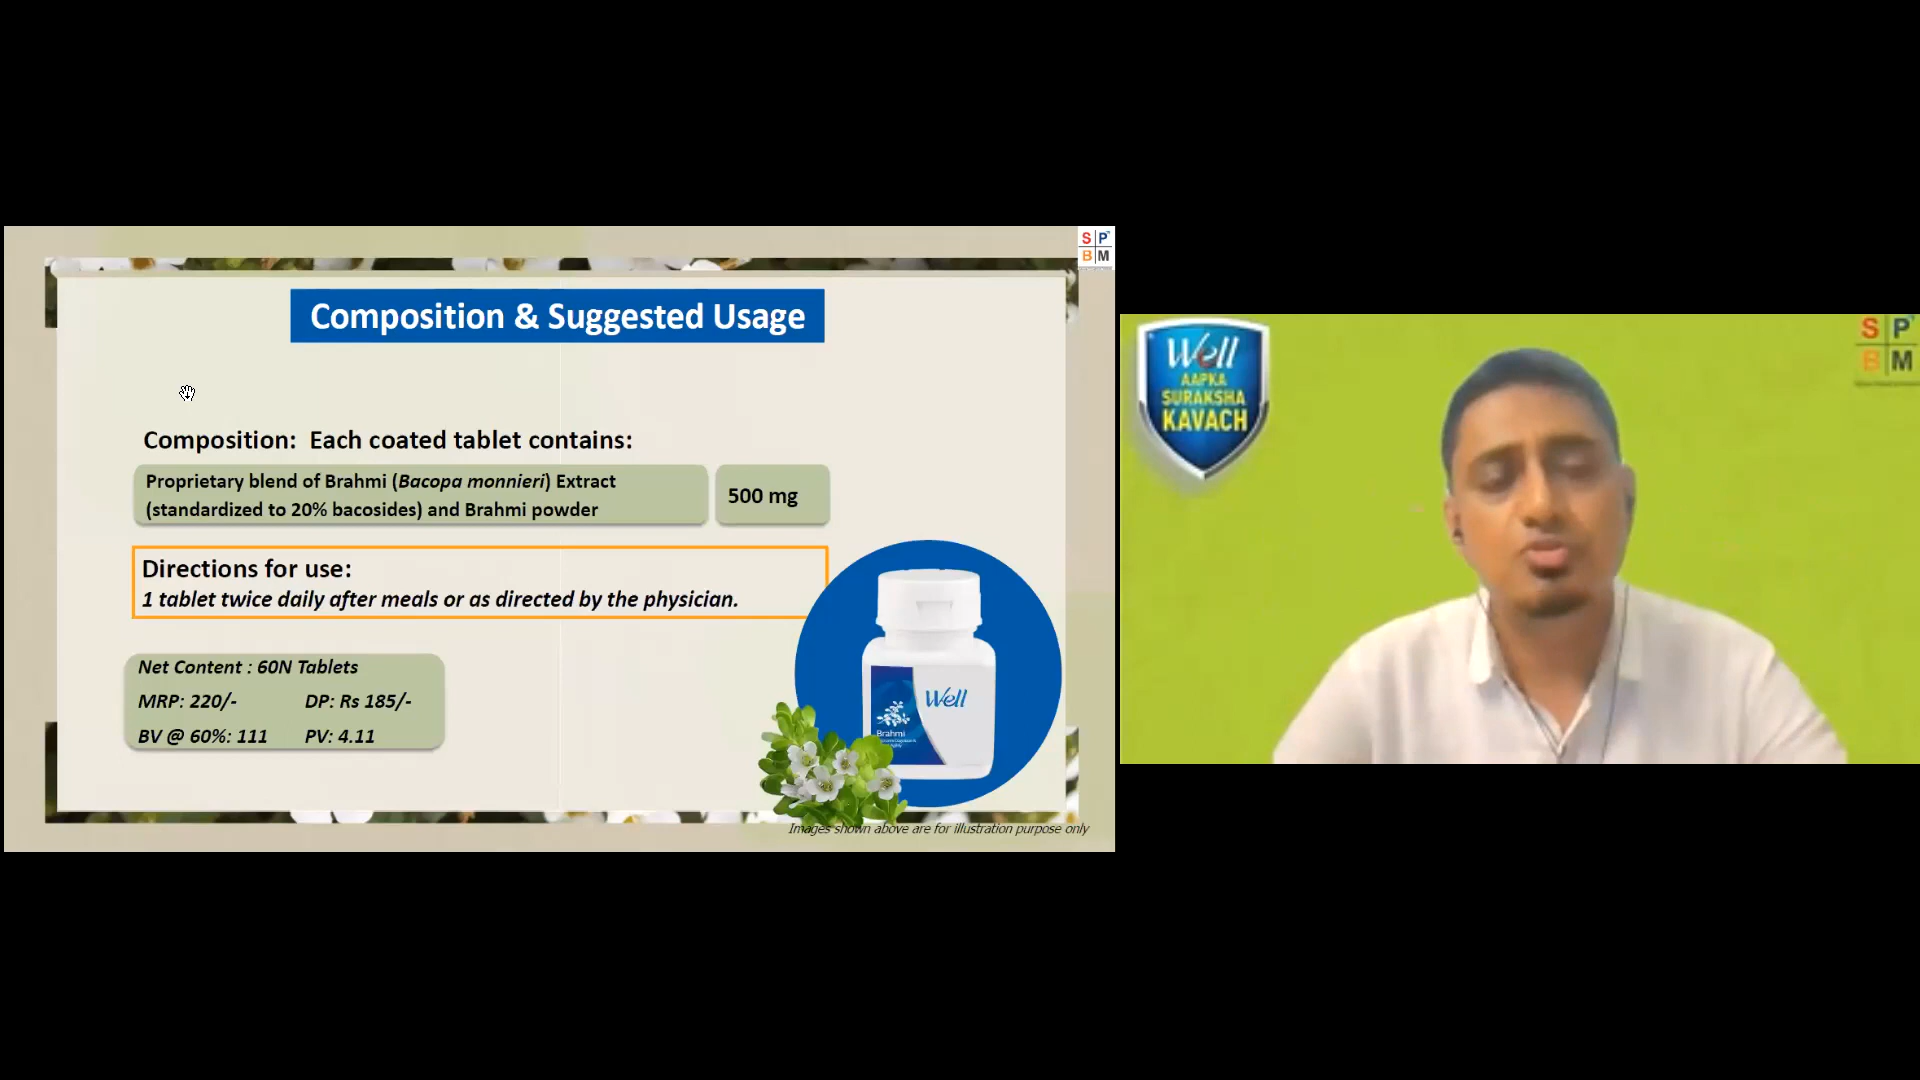 S P
B M
Composition & Suggested Usage
Composition: Each coated tablet contains:
Proprietary blend of Brahmi (Bacopa monnieri) Extract
(standardized to 20% bacosides) and Brahmi powder
500 mg
Directions for use:
1 tablet twice daily after meals or as directed by the physician.
Net Content : 60N Tablets
MRP: 220/- DP: Rs 185/-
BV @ 60%: 111 PV: 4.11
Well
Brahmi
Images shown above are for illustration purpose only
Well
AAPKA
SURAKSHA
KAVACH
S P
B M